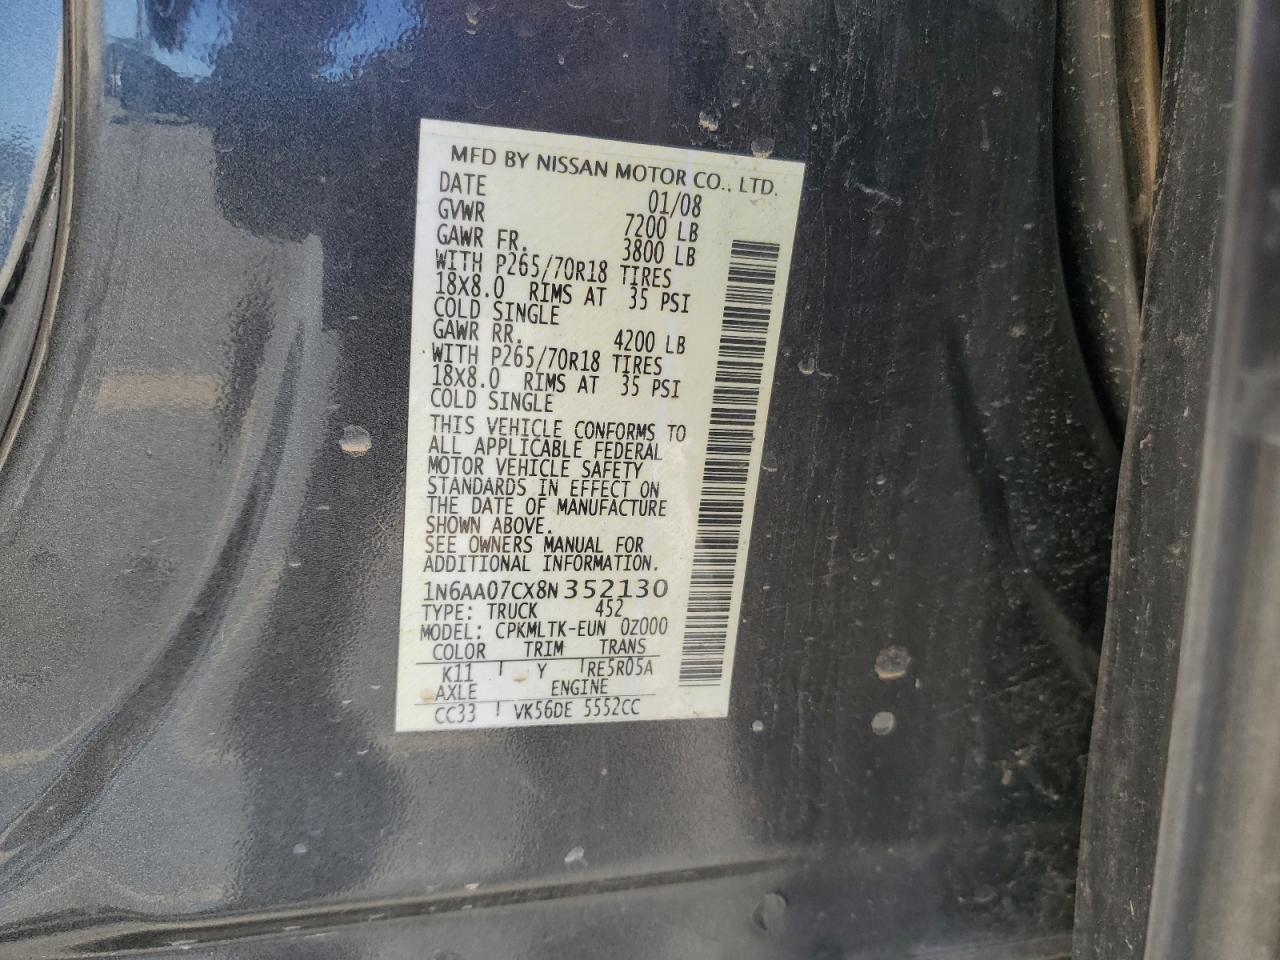 MFD BY NISSAN MOTOR CO., LTD.
DATE 01/08
GVWR 7200 LB
GAWR FR. 3800 LB
WITH P265/70R18 TIRES
18X8.0 RIMS AT 35 PSI
COLD SINGLE
GAWR RR. 4200 LB
WITH P265/70R18 TIRES
18X8.0 RIMS AT 35 PSI
COLD SINGLE
THIS VEHICLE CONFORMS TO
ALL APPLICABLE FEDERAL
MOTOR VEHICLE SAFETY
STANDARDS IN EFFECT ON
THE DATE OF MANUFACTURE
SHOWN ABOVE.
SEE OWNERS MANUAL FOR
ADDITIONAL INFORMATION.
1N6AA07CX8N352130
TYPE: TRUCK 452
MODEL: CPKMLTK-EUN 0Z000
COLOR TRIM TRANS
K11 Y RE5R05A
AXLE ENGINE
CC33 VK56DE 5552CC